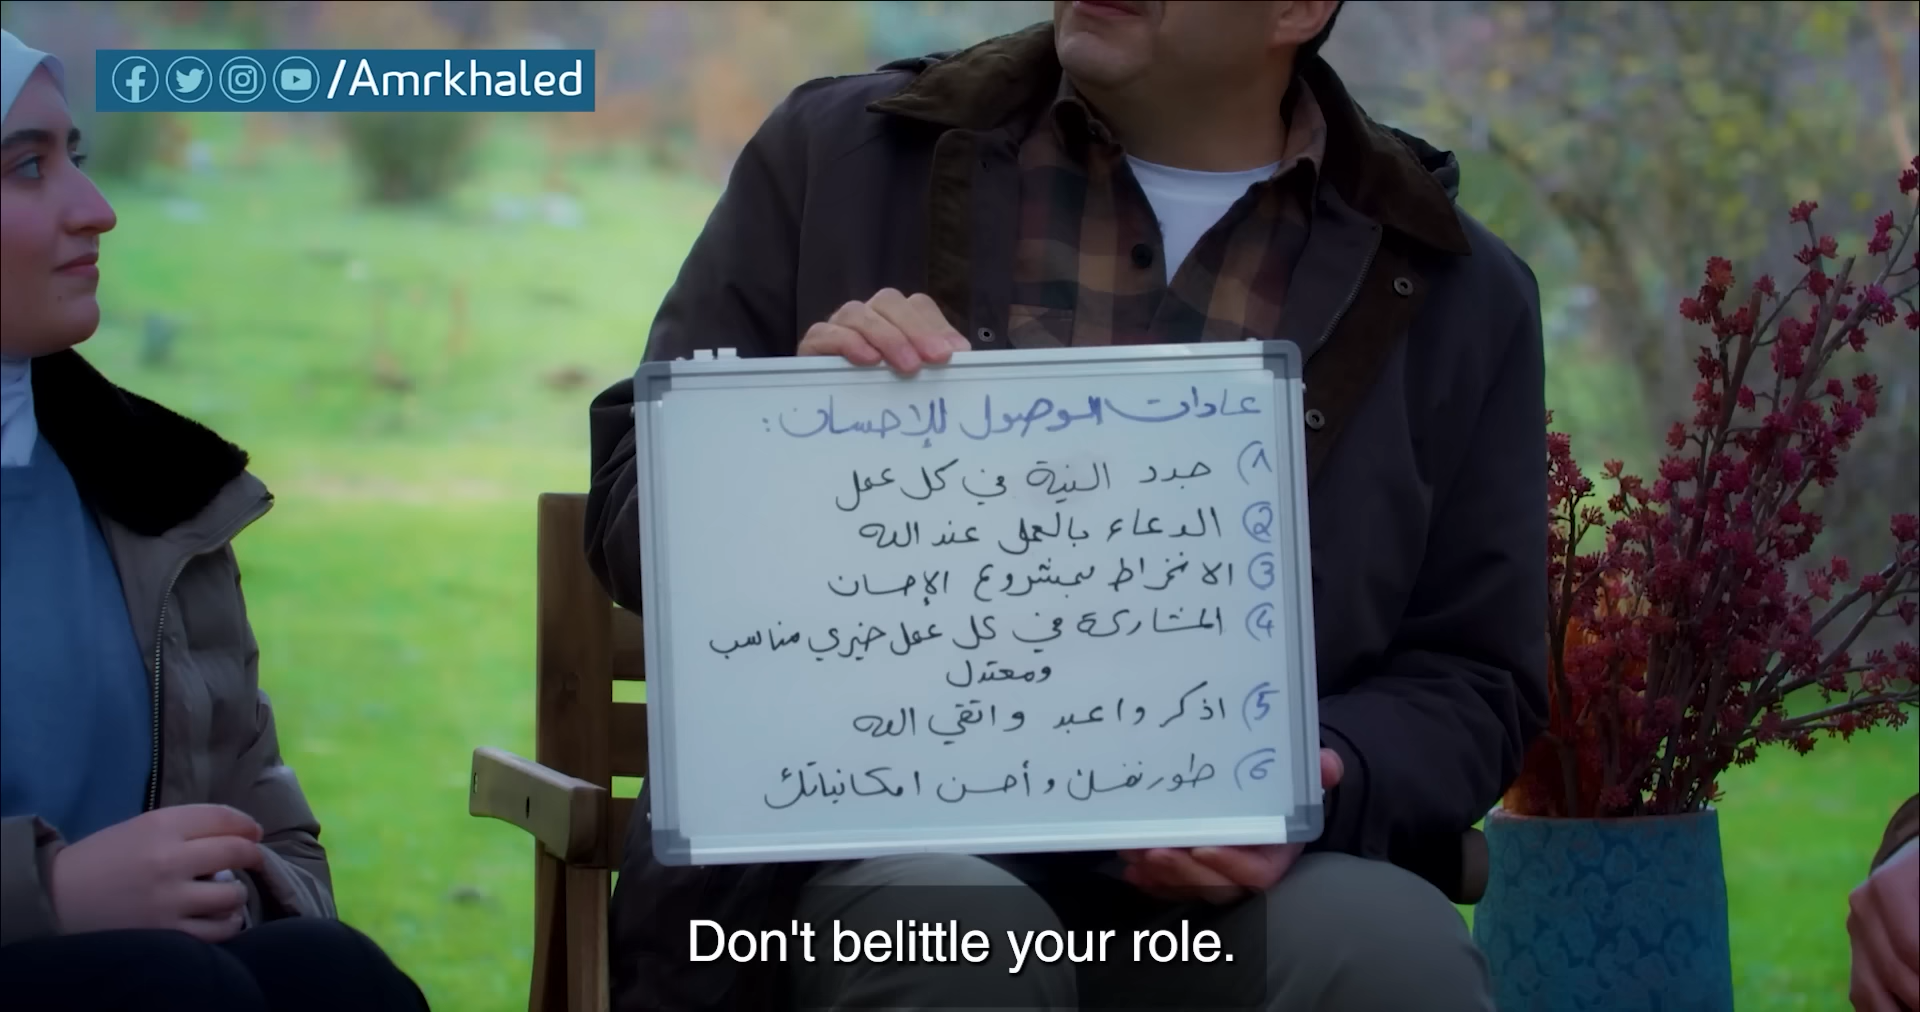 /Amrkhaled
عادات الوصول للإحسان:
1) جدد النية في كل عمل
2) الدعاء بالعمل عند الله
3) الانخراط بمشروع الإحسان
4) المشاركة في كل عمل خيري مناسب
ومعتدل
5) اذكر واعبد واتقي الله
6) طور نفسك وأحسن امكانياتك
Don't belittle your role.